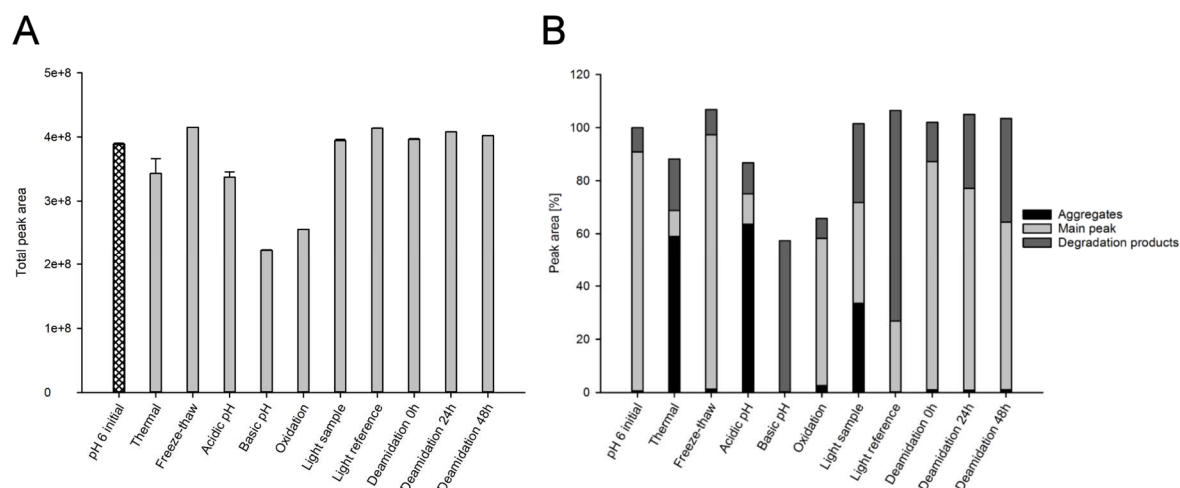 A
Total peak area
5e+8
4e+8
3e+8
2e+8
1e+8
0
pH 6 initial
Thermal
Freeze-thaw
Acidic pH
Basic pH
Oxidation
Light sample
Light reference
Deamidation 0h
Deamidation 24h
Deamidation 48h
B
Peak area [%]
120
100
80
60
40
20
0
pH 6 initial
Thermal
Freeze-thaw
Acidic pH
Basic pH
Oxidation
Light sample
Light reference
Deamidation 0h
Deamidation 24h
Deamidation 48h
Aggregates
Main peak
Degradation products